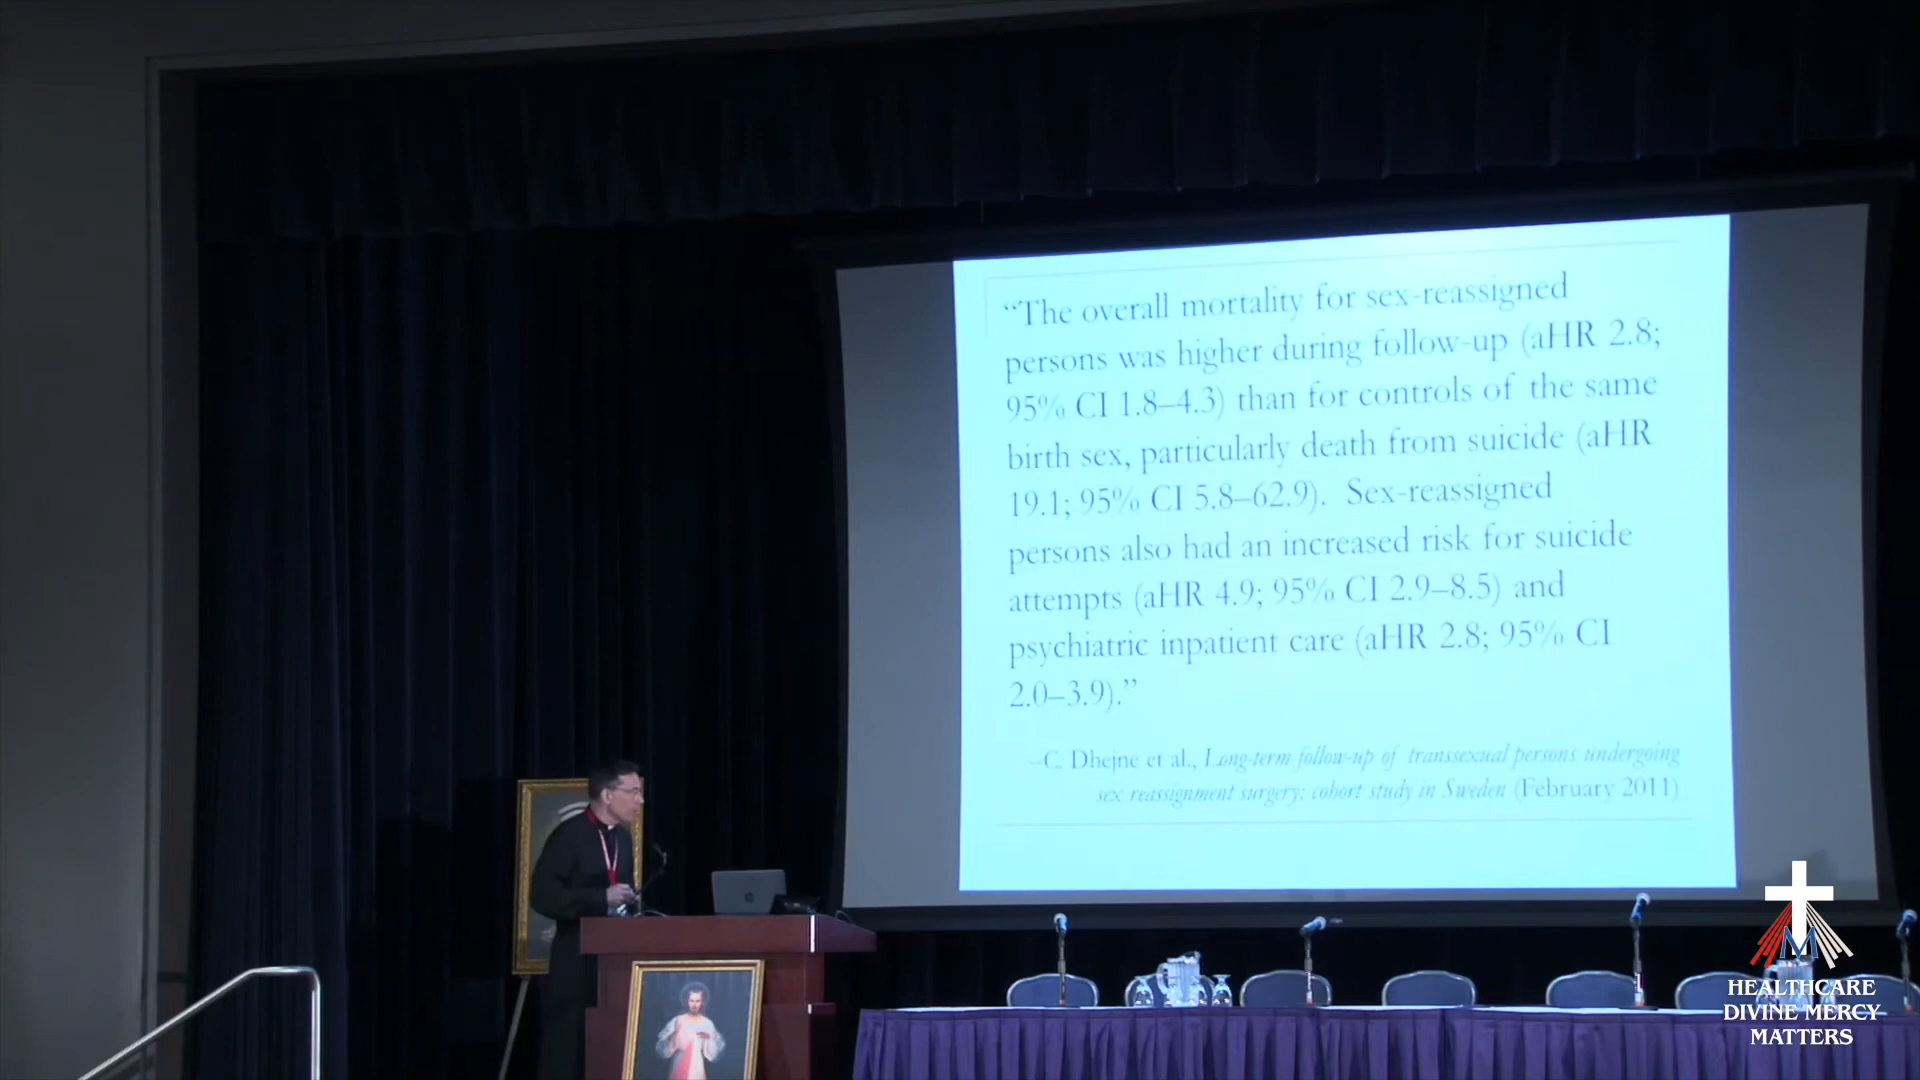 “The overall mortality for sex-reassigned
persons was higher during follow-up (aHR 2.8;
95% CI 1.8–4.3) than for controls of the same
birth sex, particularly death from suicide (aHR
19.1; 95% CI 5.8–62.9). Sex-reassigned
persons also had an increased risk for suicide
attempts (aHR 4.9; 95% CI 2.9–8.5) and
psychiatric inpatient care (aHR 2.8; 95% CI
2.0–3.9).”
--C. Dhejne et al., Long-term follow-up of transsexual persons undergoing
sex reassignment surgery: cohort study in Sweden (February 2011)
HEALTHCARE
DIVINE MERCY
MATTERS